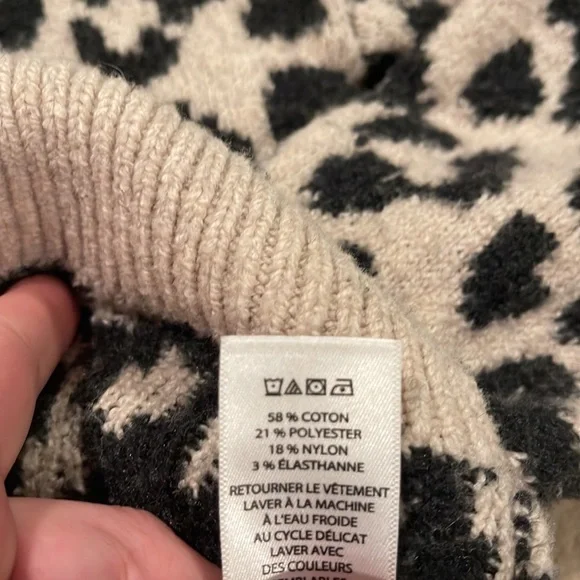 58 % COTON
21 % POLYESTER
18 % NYLON
3 % ÉLASTHANNE
RETOURNER LE VÊTEMENT
LAVER À LA MACHINE
À L'EAU FROIDE
AU CYCLE DÉLICAT
LAVER AVEC
DES COULEURS
SEMBLABLES